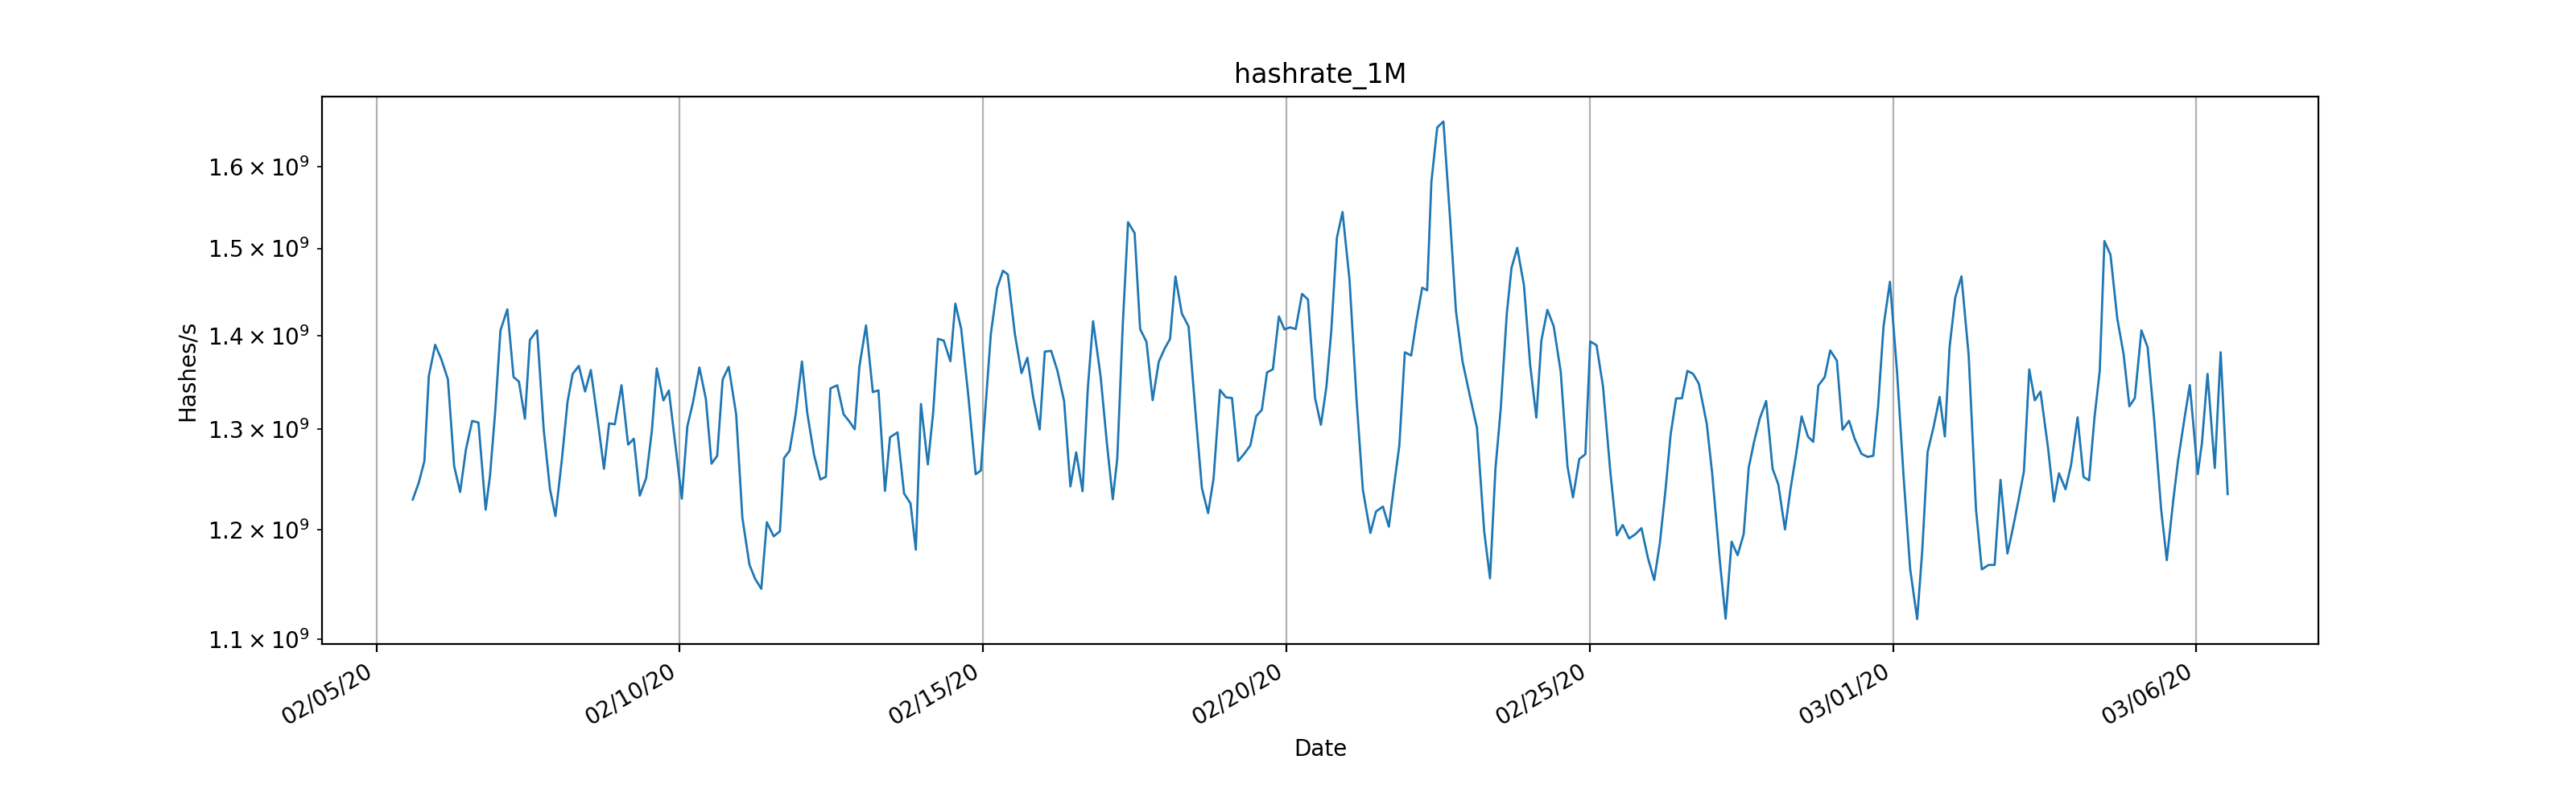 hashrate_1M
Hashes/s
1.6 × 10⁹
1.5 × 10⁹
1.4 × 10⁹
1.3 × 10⁹
1.2 × 10⁹
1.1 × 10⁹
02/05/20
02/10/20
02/15/20
02/20/20
02/25/20
03/01/20
03/06/20
Date